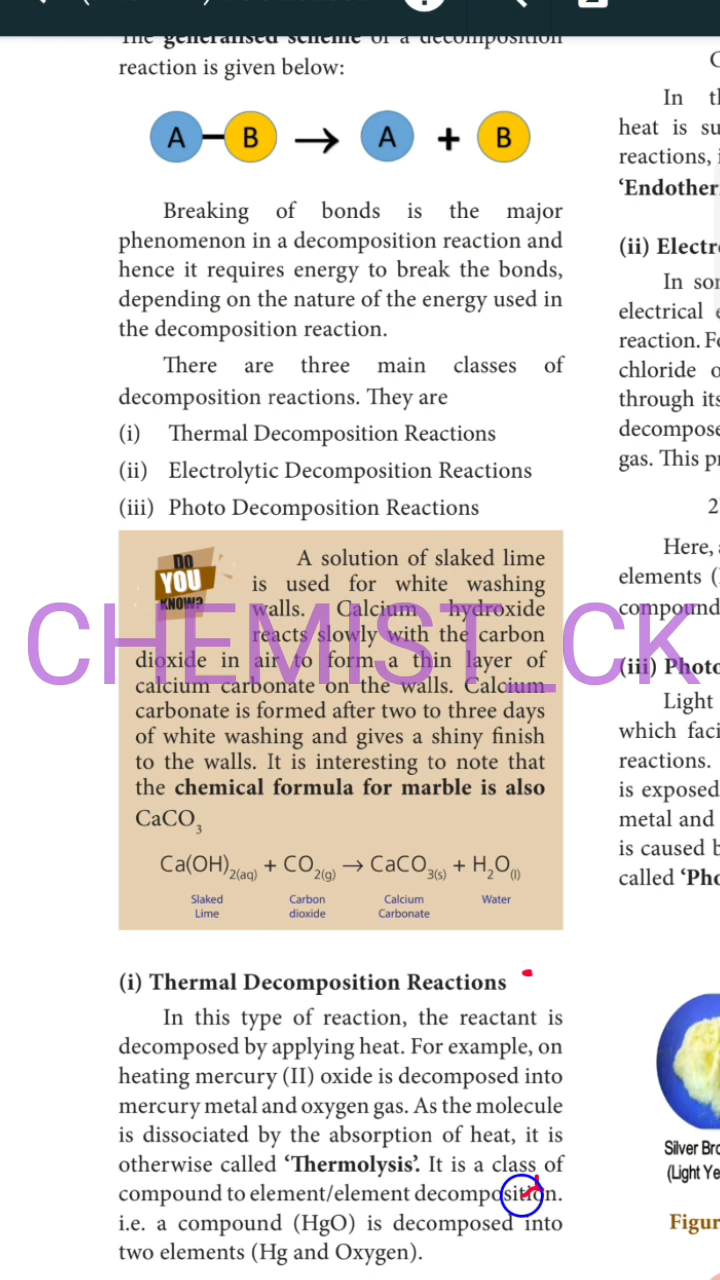 The generalised scheme of a decomposition
reaction is given below:
A B → A + B
Breaking of bonds is the major
phenomenon in a decomposition reaction and
hence it requires energy to break the bonds,
depending on the nature of the energy used in
the decomposition reaction.
There are three main classes of
decomposition reactions. They are
(i) Thermal Decomposition Reactions
(ii) Electrolytic Decomposition Reactions
(iii) Photo Decomposition Reactions
DO
YOU
KNOW?
A solution of slaked lime
is used for white washing
walls. Calcium hydroxide
reacts slowly with the carbon
dioxide in air to form a thin layer of
calcium carbonate on the walls. Calcium
carbonate is formed after two to three days
of white washing and gives a shiny finish
to the walls. It is interesting to note that
the chemical formula for marble is also
CaCO₃
Ca(OH)₂(aq) + CO₂(g) → CaCO₃(s) + H₂O(l)
Slaked Carbon Calcium Water
Lime dioxide Carbonate
CHEMIST_CK
(i) Thermal Decomposition Reactions
In this type of reaction, the reactant is
decomposed by applying heat. For example, on
heating mercury (II) oxide is decomposed into
mercury metal and oxygen gas. As the molecule
is dissociated by the absorption of heat, it is
otherwise called ‘Thermolysis’. It is a class of
compound to element/element decomposition.
i.e. a compound (HgO) is decomposed into
two elements (Hg and Oxygen).
In
heat is
reactions,
(ii)
In
electrical
reaction.
chloride
through
gas. This
2
Here,
elements
compound
(iii) Photo
Light
which
reactions.
is exposed
metal and
is caused
called
Silver
(Light